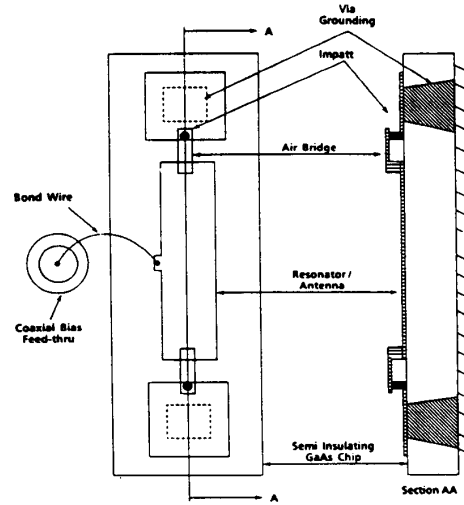 A
Via
Grounding
Impatt
Air Bridge
Bond Wire
Resonator/
Antenna
Coaxial Bias
Feed-thru
Semi Insulating
GaAs Chip
A
Section AA